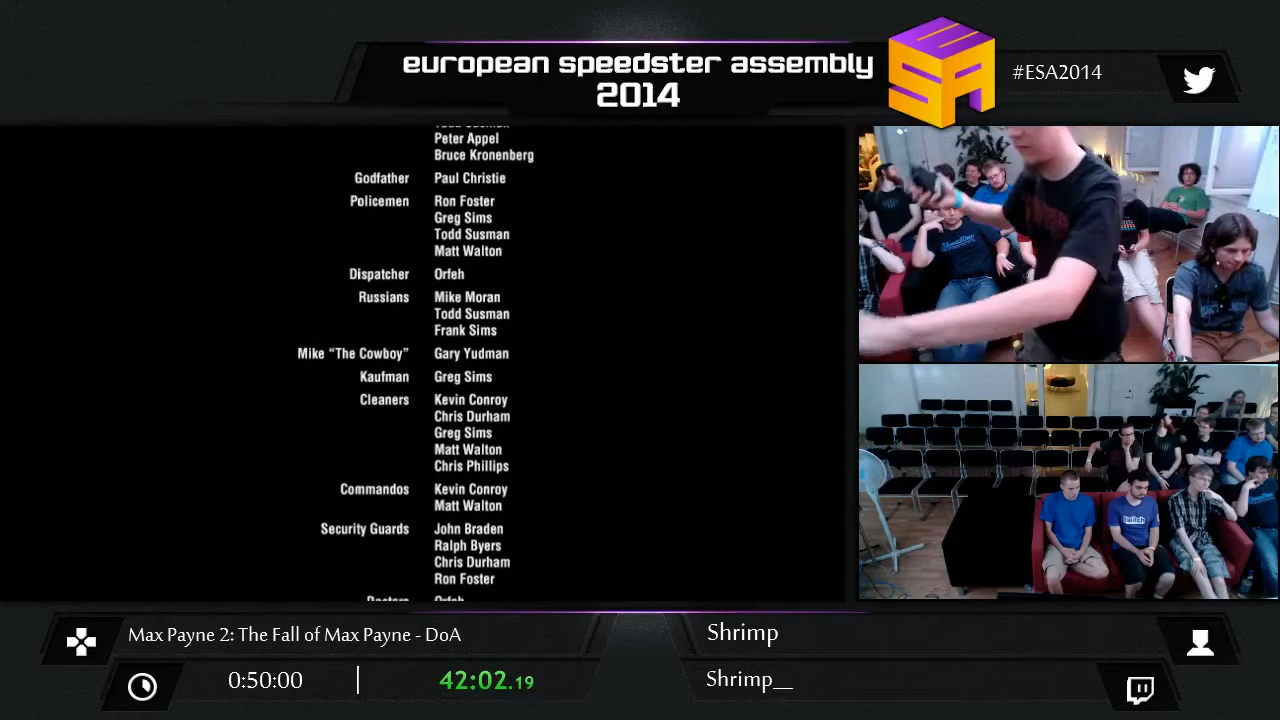 european speedster assembly
2014
ESA
#ESA2014
Peter Appel
Bruce Kronenberg
Godfather Paul Christie
Policemen Ron Foster
Greg Sims
Todd Susman
Matt Walton
Dispatcher Orfeh
Russians Mike Moran
Todd Susman
Frank Sims
Mike “The Cowboy” Gary Yudman
Kaufman Greg Sims
Cleaners Kevin Conroy
Chris Durham
Greg Sims
Matt Walton
Chris Phillips
Commandos Kevin Conroy
Matt Walton
Security Guards John Braden
Ralph Byers
Chris Durham
Ron Foster
twitch
Max Payne 2: The Fall of Max Payne - DoA
Shrimp
0:50:00 | 42:02.19
Shrimp__